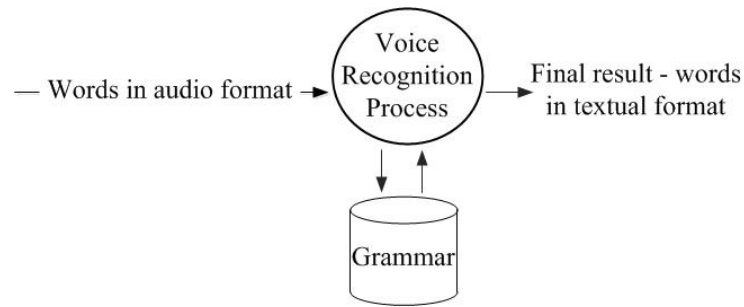 Voice
Recognition
Process
Words in audio format
Final result - words
in textual format
Grammar